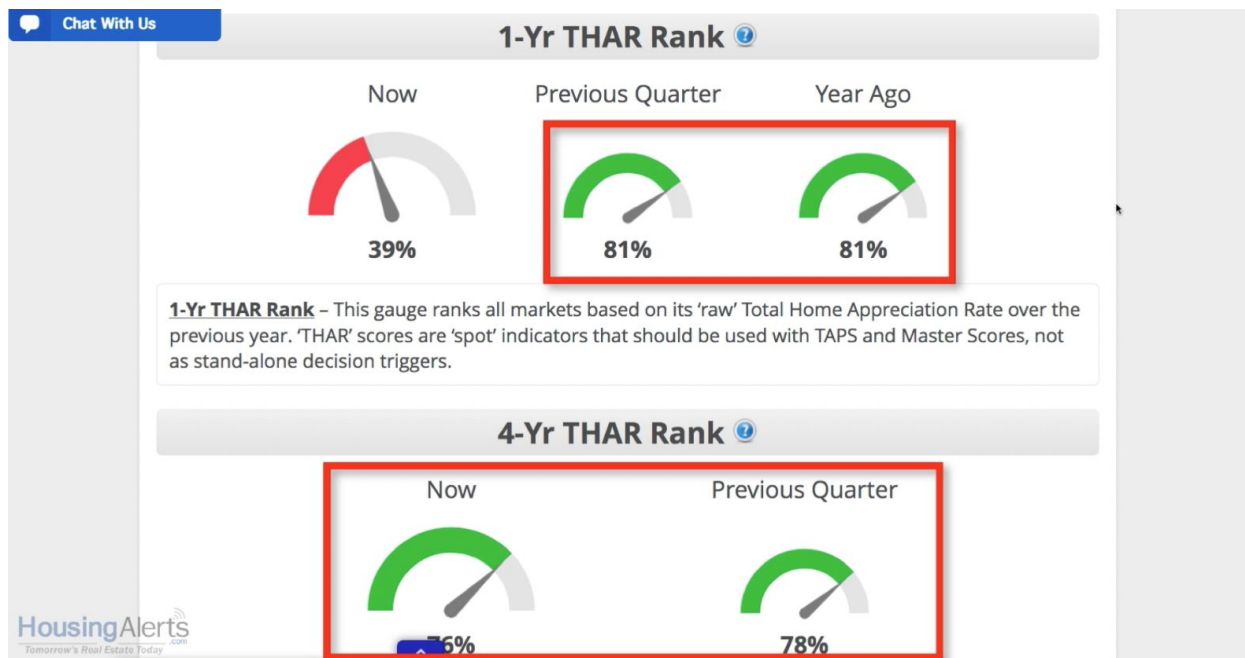 Chat With Us
1-Yr THAR Rank
Now Previous Quarter Year Ago
39% 81% 81%
1-Yr THAR Rank – This gauge ranks all markets based on its ‘raw’ Total Home Appreciation Rate over the
previous year. ‘THAR’ scores are ‘spot’ indicators that should be used with TAPS and Master Scores, not
as stand-alone decision triggers.
4-Yr THAR Rank
Now Previous Quarter
76% 78%
HousingAlerts
.com
Tomorrow's Real Estate Today